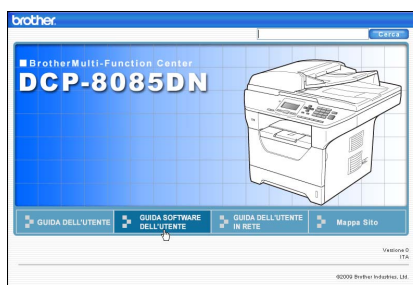 brother
Cerca
Brother Multi-Function Center
DCP-8085DN
GUIDA DELL'UTENTE
GUIDA SOFTWARE
DELL'UTENTE
GUIDA DELL'UTENTE
IN RETE
Mappa Sito
Versione 0
ITA
©2009 Brother Industries, Ltd.